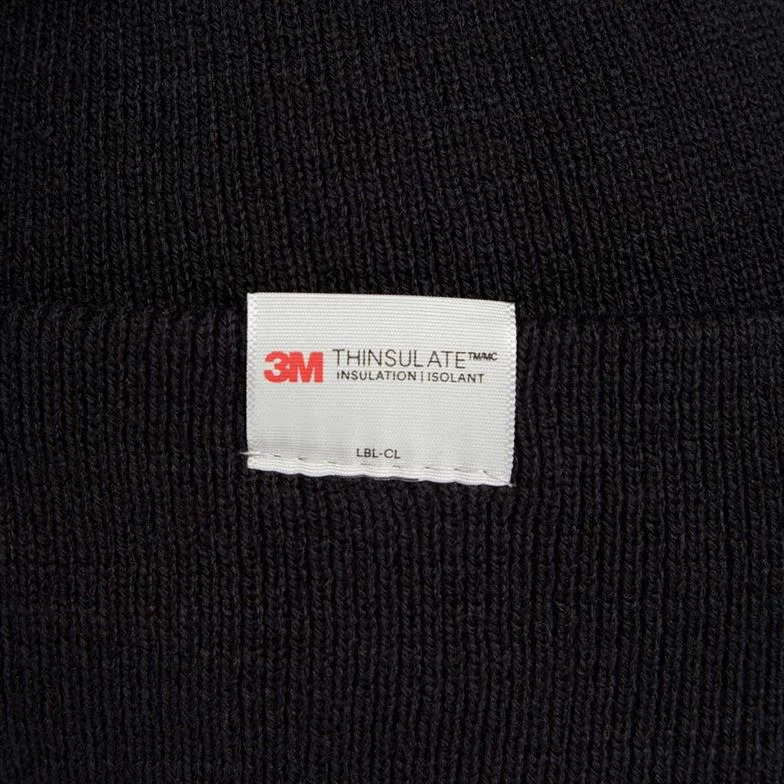 3M THINSULATE™/MC
INSULATION | ISOLANT
LBL-CL